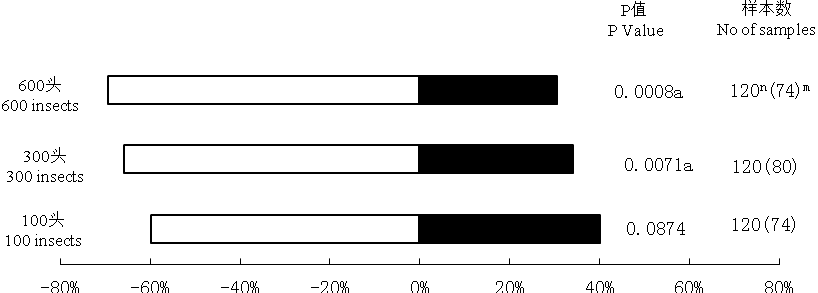 P值
P Value
样本数
No of samples
600头
600 insects
0.0008a
120ⁿ(74)ᵐ
300头
300 insects
0.0071a
120(80)
100头
100 insects
0.0874
120(74)
-80% -60% -40% -20% 0% 20% 40% 60% 80%